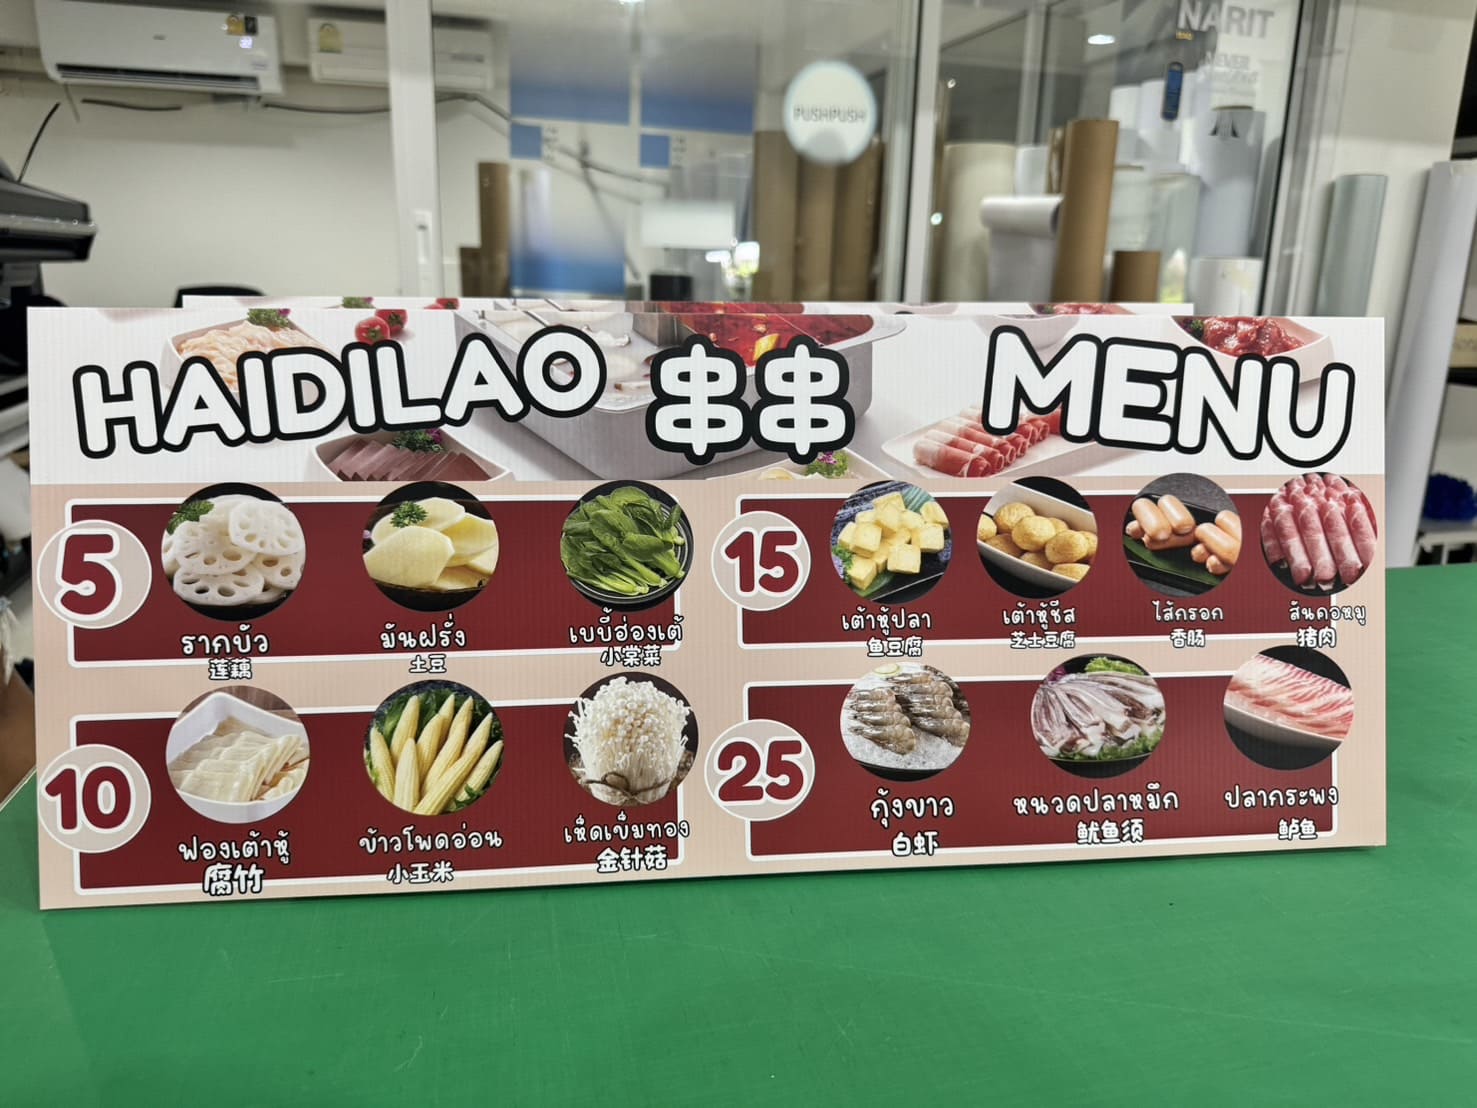 NARIT
PUSHPUSH
HAIDILAO 串串 MENU
5
รากบัว
莲藕
มันฝรั่ง
土豆
เบบี้ฮ่องเต้
小棠菜
10
ฟองเต้าหู้
腐竹
ข้าวโพดอ่อน
小玉米
เห็ดเข็มทอง
金针菇
15
เต้าหู้ปลา
鱼豆腐
เต้าหู้ชีส
芝士豆腐
ไส้กรอก
香肠
สันคอหมู
猪肉
25
กุ้งขาว
白虾
หนวดปลาหมึก
鱿鱼须
ปลากระพง
鲈鱼